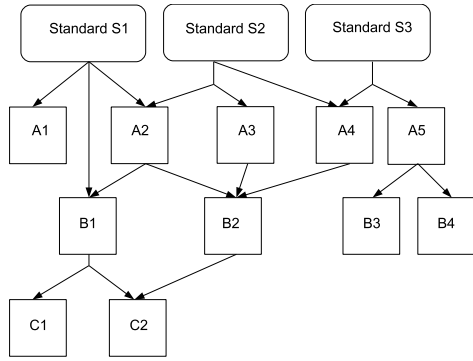 Standard S1
Standard S2
Standard S3
A1
A2
A3
A4
A5
B1
B2
B3
B4
C1
C2